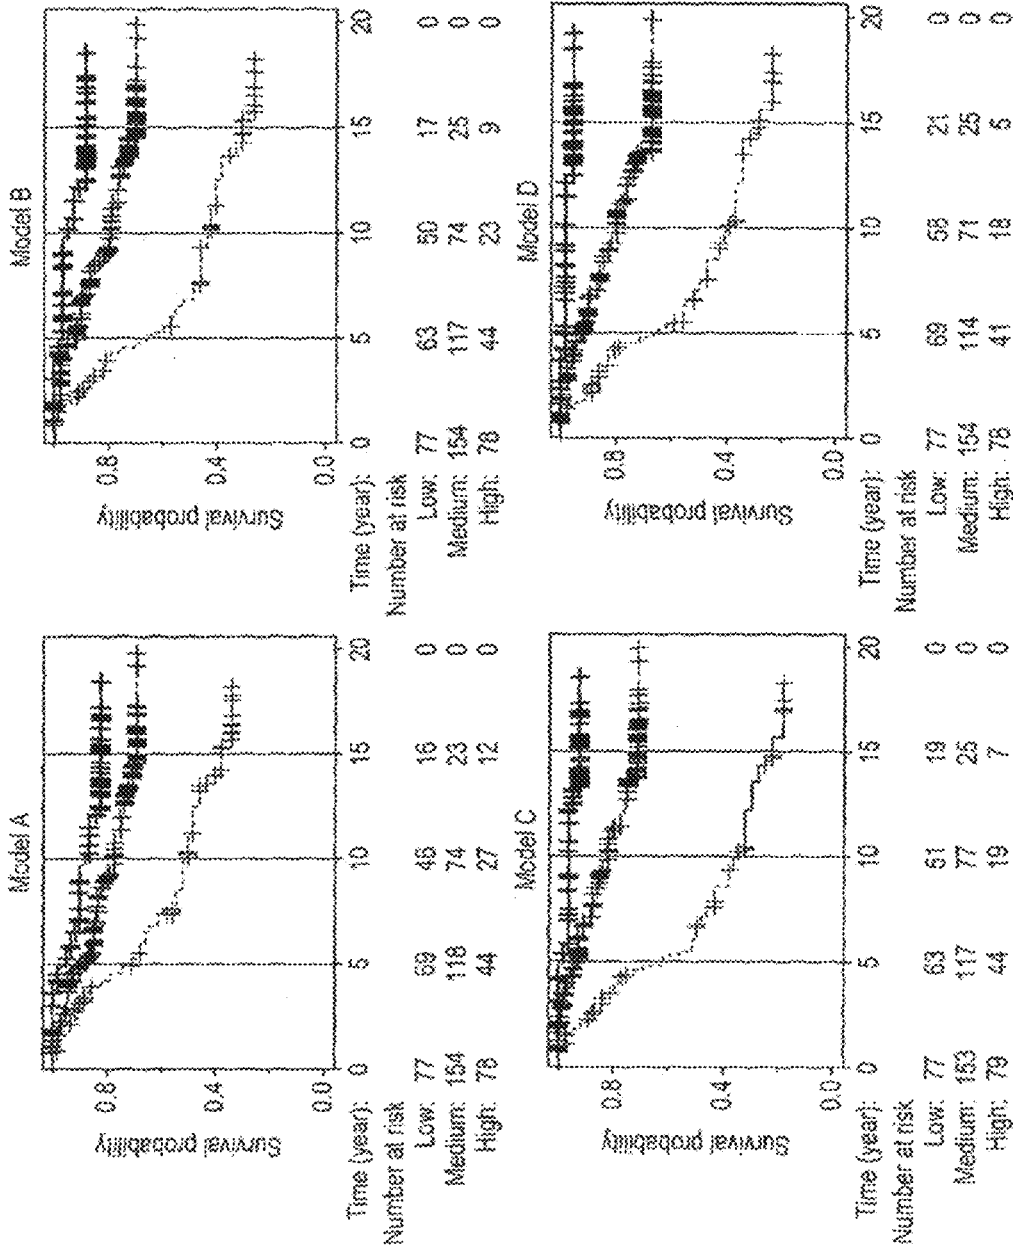 Model A
Survival probability
0.8
0.4
0.0
Time (year): 0 5 10 15 20
Number at risk
Low: 77 69 46 16 0
Medium: 154 118 74 23 0
High: 78 44 27 12 0
Model B
Survival probability
0.8
0.4
0.0
Time (year): 0 5 10 15 20
Number at risk
Low: 77 63 50 17 0
Medium: 154 117 74 25 0
High: 78 44 23 9 0
Model C
Survival probability
0.8
0.4
0.0
Time (year): 0 5 10 15 20
Number at risk
Low: 77 63 51 19 0
Medium: 153 117 77 25 0
High: 79 44 19 7 0
Model D
Survival probability
0.8
0.4
0.0
Time (year): 0 5 10 15 20
Number at risk
Low: 77 69 58 21 0
Medium: 154 114 71 25 0
High: 78 41 18 5 0